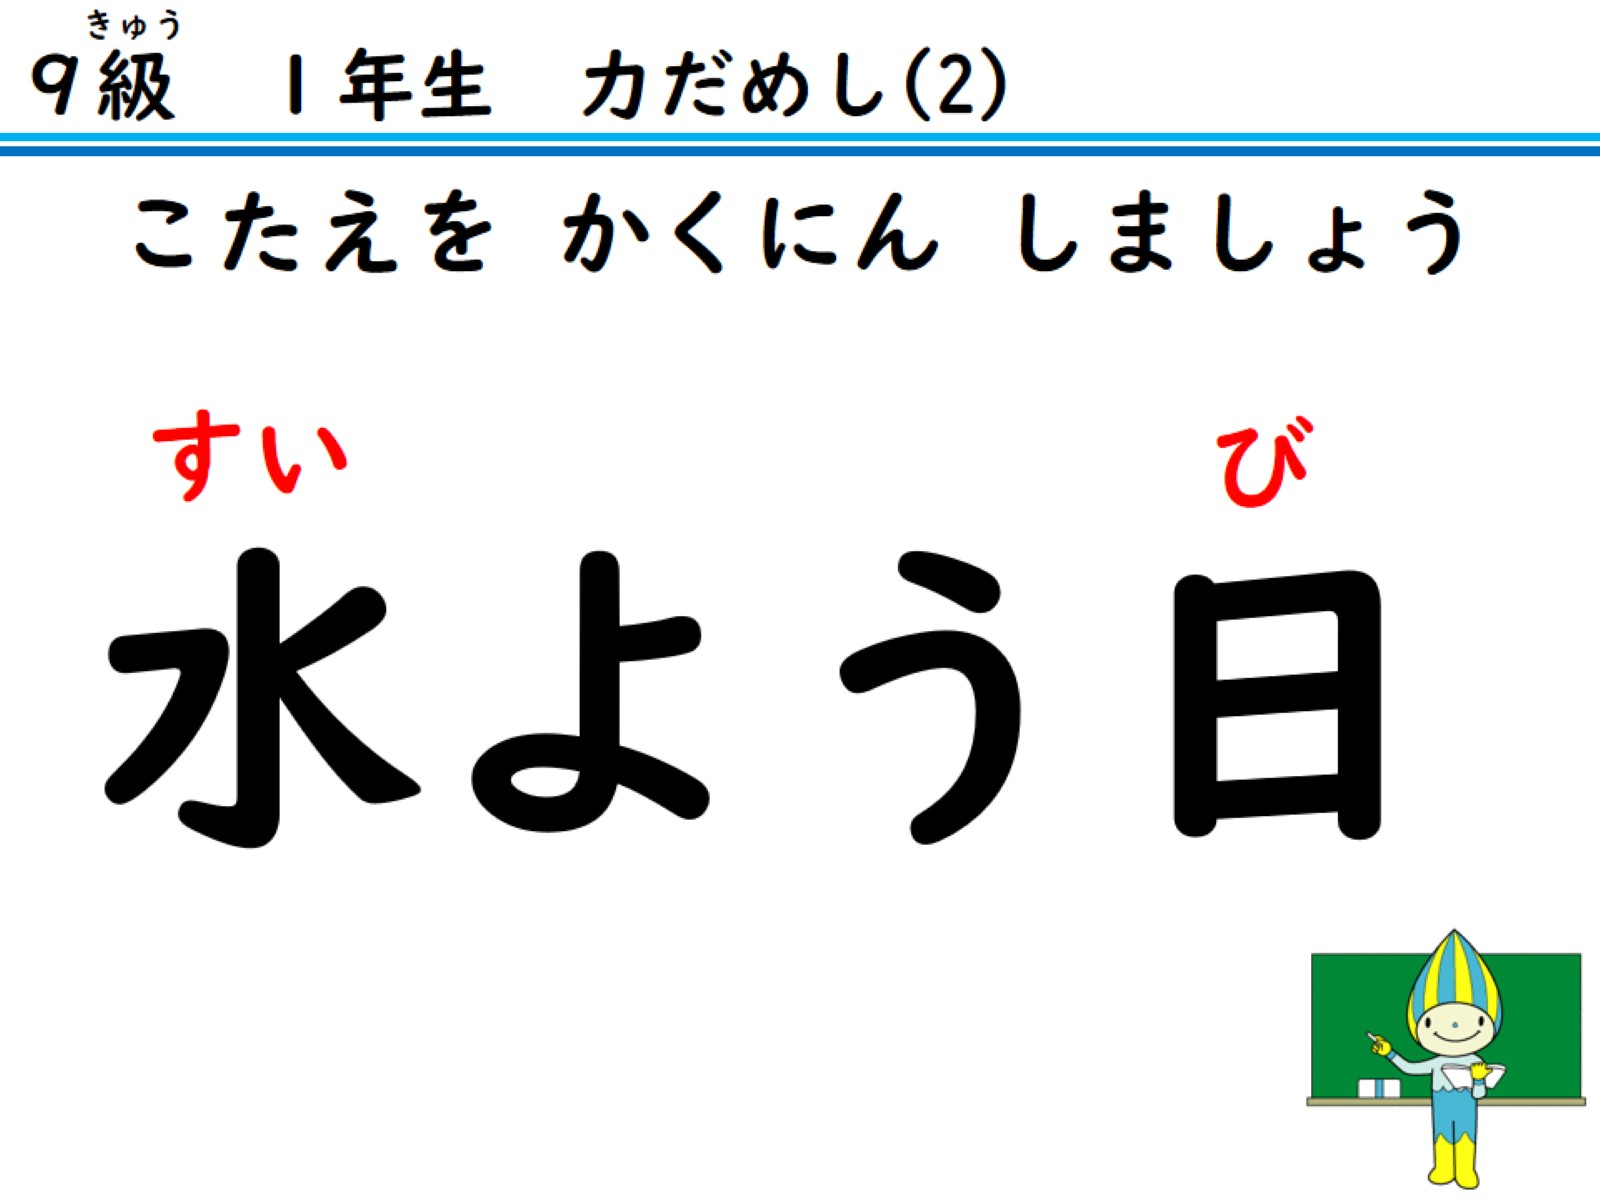 きゅう
９級　１年生　力だめし(2)
こたえを かくにん しましょう
すい　び
水よう日